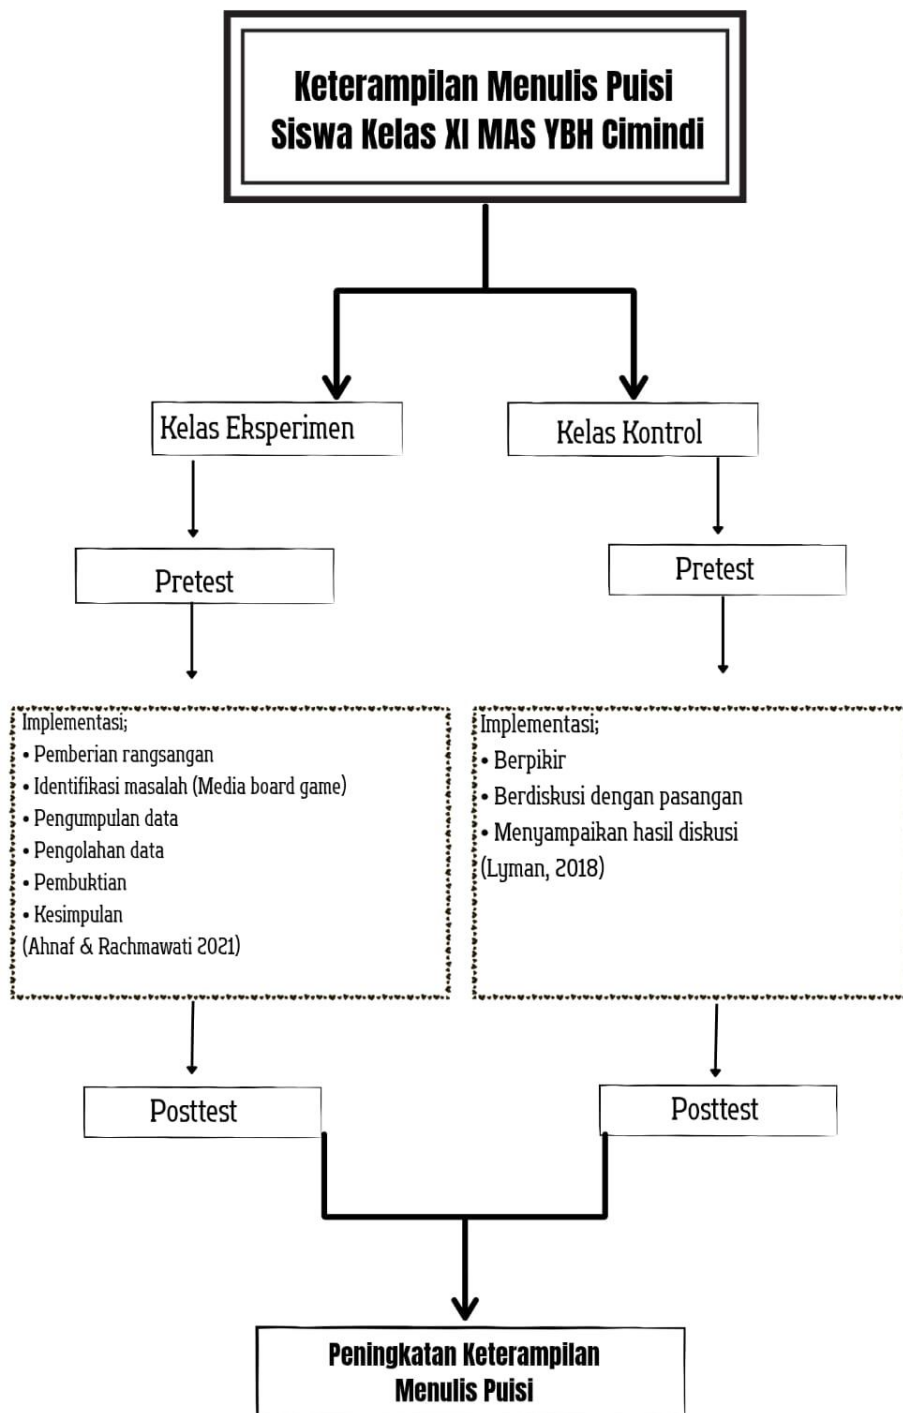 Keterampilan Menulis Puisi
Siswa Kelas XI MAS YBH Cimindi
Kelas Eksperimen
Kelas Kontrol
Pretest
Pretest
Implementasi;
• Pemberian rangsangan
• Identifikasi masalah (Media board game)
• Pengumpulan data
• Pengolahan data
• Pembuktian
• Kesimpulan
(Ahnaf & Rachmawati 2021)
Implementasi;
• Berpikir
• Berdiskusi dengan pasangan
• Menyampaikan hasil diskusi
(Lyman, 2018)
Posttest
Posttest
Peningkatan Keterampilan
Menulis Puisi